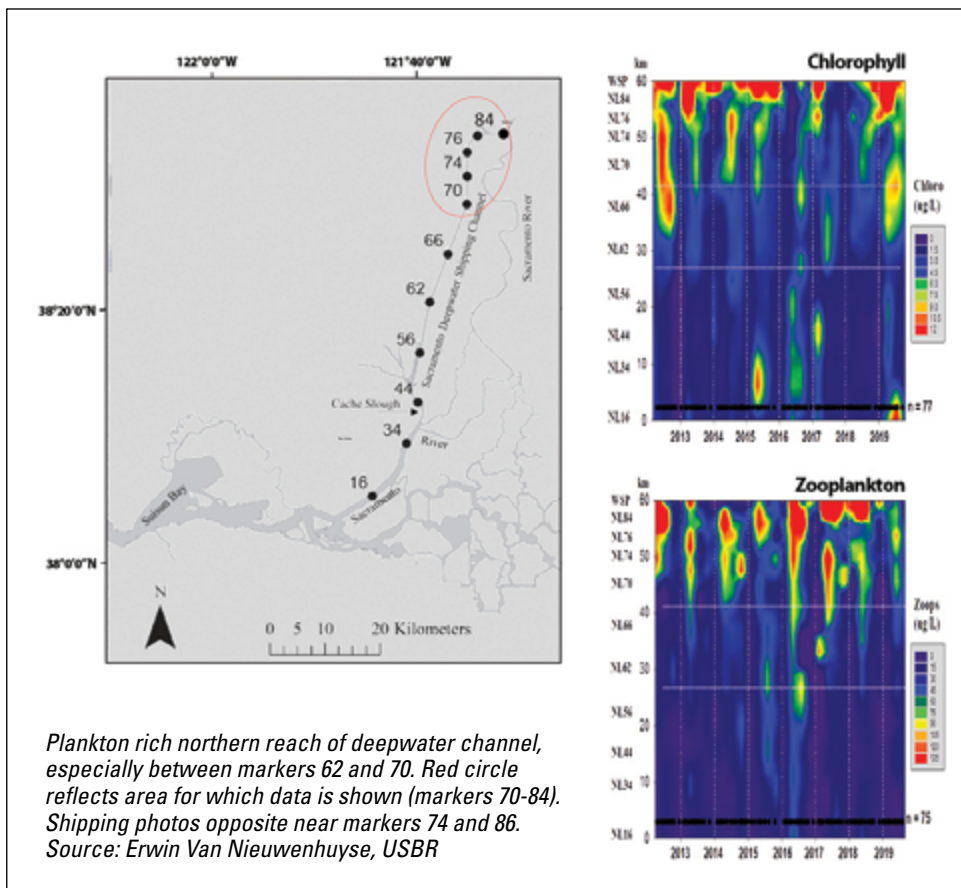 122°0'0"W
121°40'0"W
38°20'0"N
38°0'0"N
84
76
74
70
66
62
56
44
34
16
Sacramento Deepwater Shipping Channel
Sacramento River
Cache Slough
River
Sacramento
Suisun Bay
N
0 5 10 20 Kilometers
Plankton rich northern reach of deepwater channel,
especially between markers 62 and 70. Red circle
reflects area for which data is shown (markers 70-84).
Shipping photos opposite near markers 74 and 86.
Source: Erwin Van Nieuwenhuyse, USBR
Chlorophyll
km
WSP 60
NL84
NL76
50
NL74
NL70
40
NL66
NL62
30
NL56
20
NL44
NL34
10
NL16
0
2013 2014 2015 2016 2017 2018 2019
n = 77
Chloro
(ug/L)
Zooplankton
km
WSP 60
NL84
NL76
NL74 50
NL70
40
NL66
NL62 30
NL56
20
NL44
NL34 10
NL16 0
2013 2014 2015 2016 2017 2018 2019
n = 75
Zoops
(ug/L)